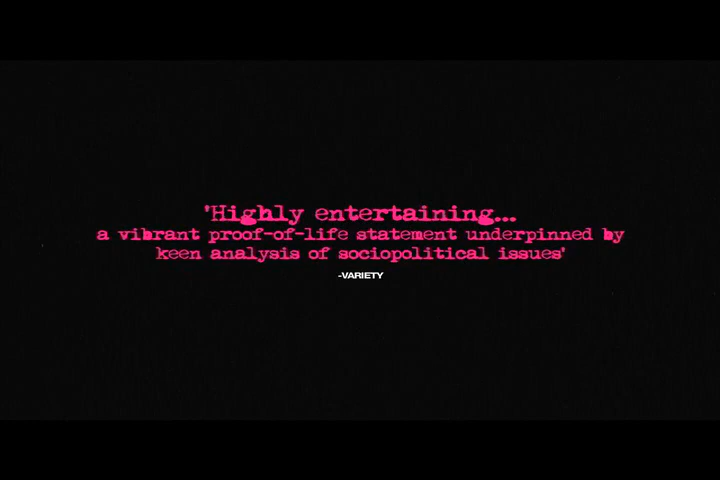 'Highly entertaining...
a vibrant proof-of-life statement underpinned by
keen analysis of sociopolitical issues'
-VARIETY